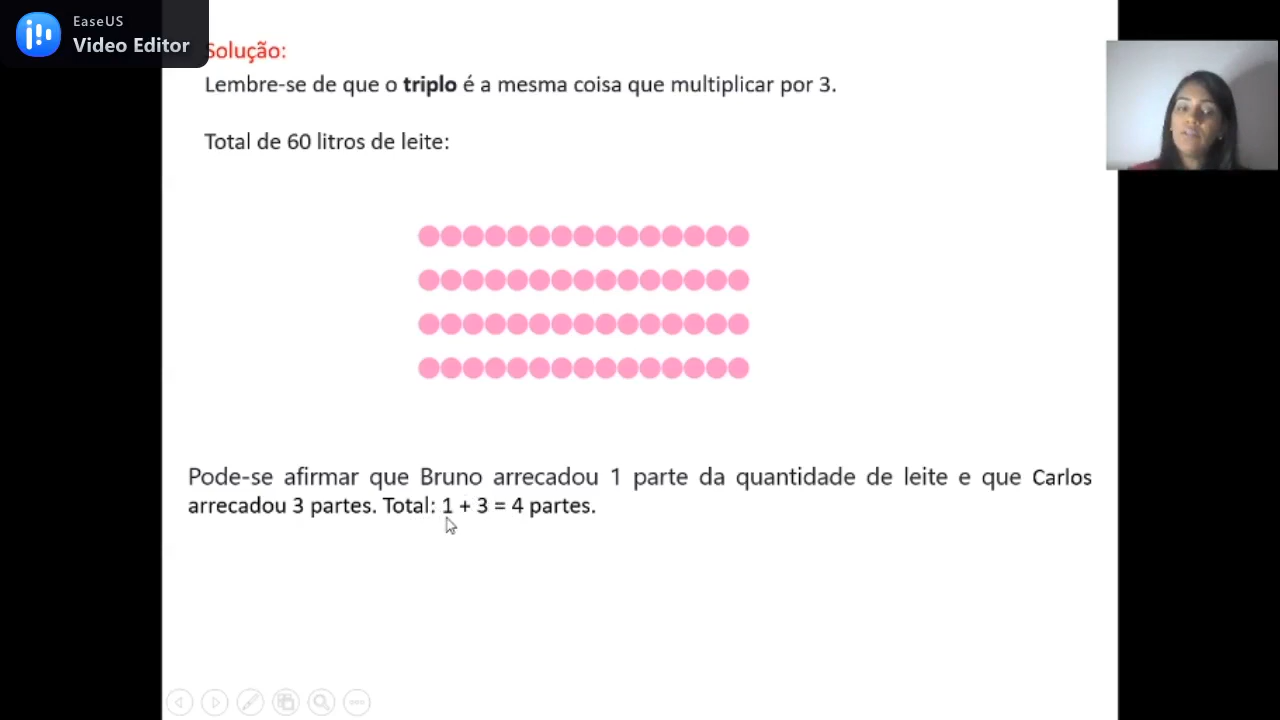 EaseUS
Video Editor
Solução:
Lembre-se de que o triplo é a mesma coisa que multiplicar por 3.
Total de 60 litros de leite:
Pode-se afirmar que Bruno arrecadou 1 parte da quantidade de leite e que Carlos
arrecadou 3 partes. Total: 1 + 3 = 4 partes.